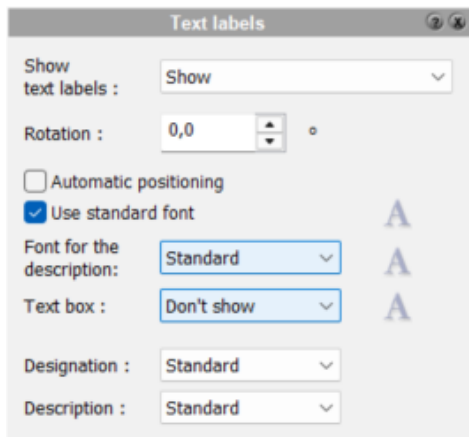 Text labels
Show
text labels :
Show
Rotation :
0,0
°
Automatic positioning
Use standard font
A
Font for the
description:
Standard
A
Text box :
Don't show
A
Designation :
Standard
Description :
Standard